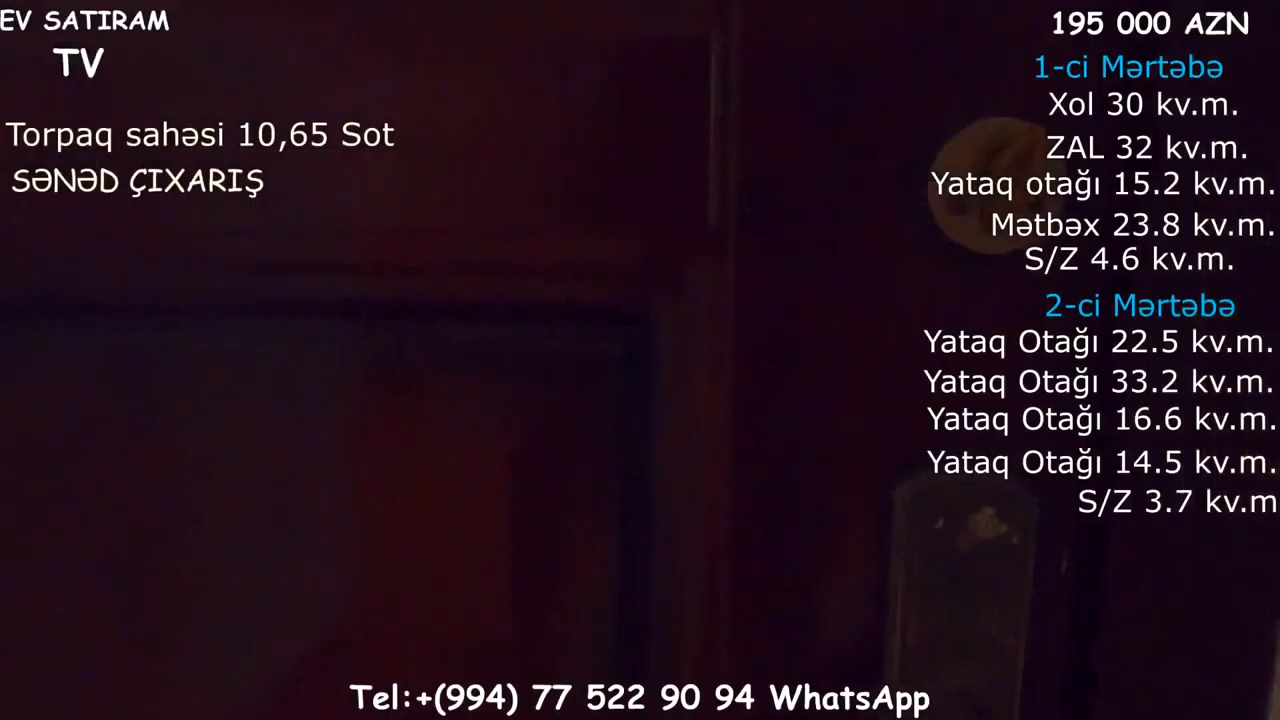 EV SATIRAM
TV
Torpaq sahəsi 10,65 Sot
SƏNƏD ÇIXARIŞ
195 000 AZN
1-ci Mərtəbə
Xol 30 kv.m.
ZAL 32 kv.m.
Yataq otağı 15.2 kv.m.
Mətbəx 23.8 kv.m.
S/Z 4.6 kv.m.
2-ci Mərtəbə
Yataq Otağı 22.5 kv.m.
Yataq Otağı 33.2 kv.m.
Yataq Otağı 16.6 kv.m.
Yataq Otağı 14.5 kv.m.
S/Z 3.7 kv.m
Tel:+(994) 77 522 90 94 WhatsApp